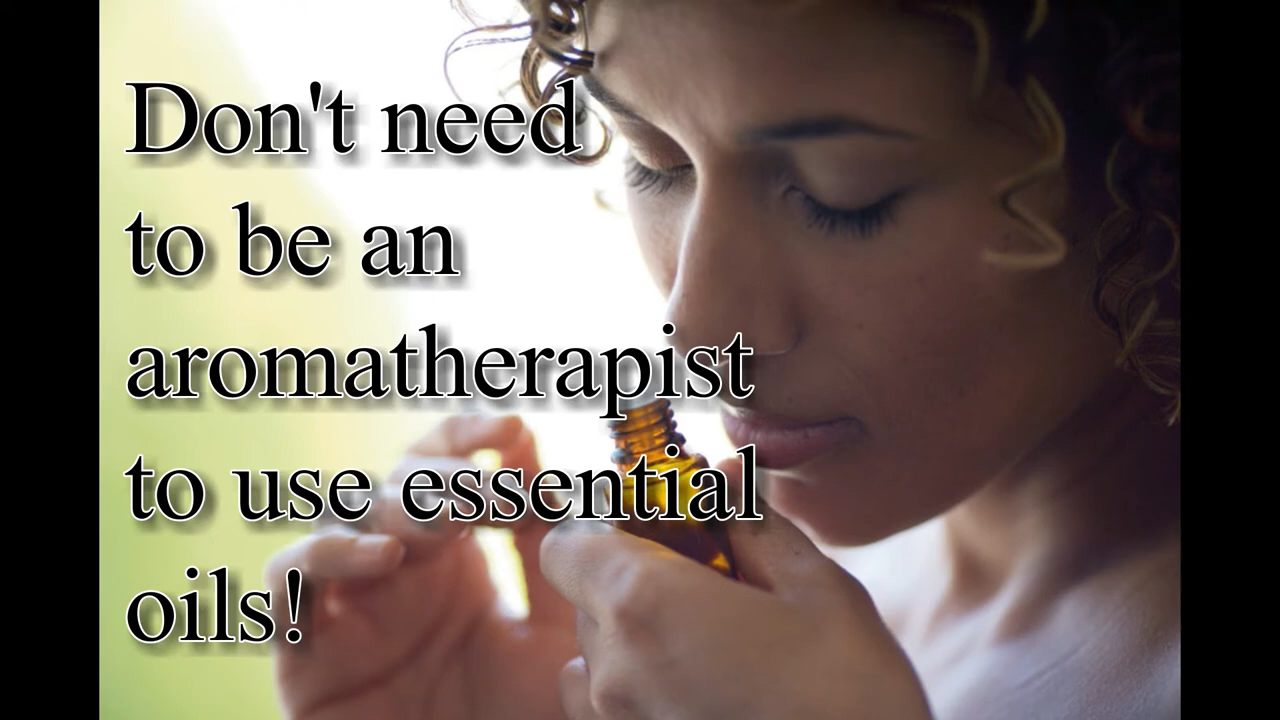 Don't need
to be an
aromatherapist
to use essential
oils!